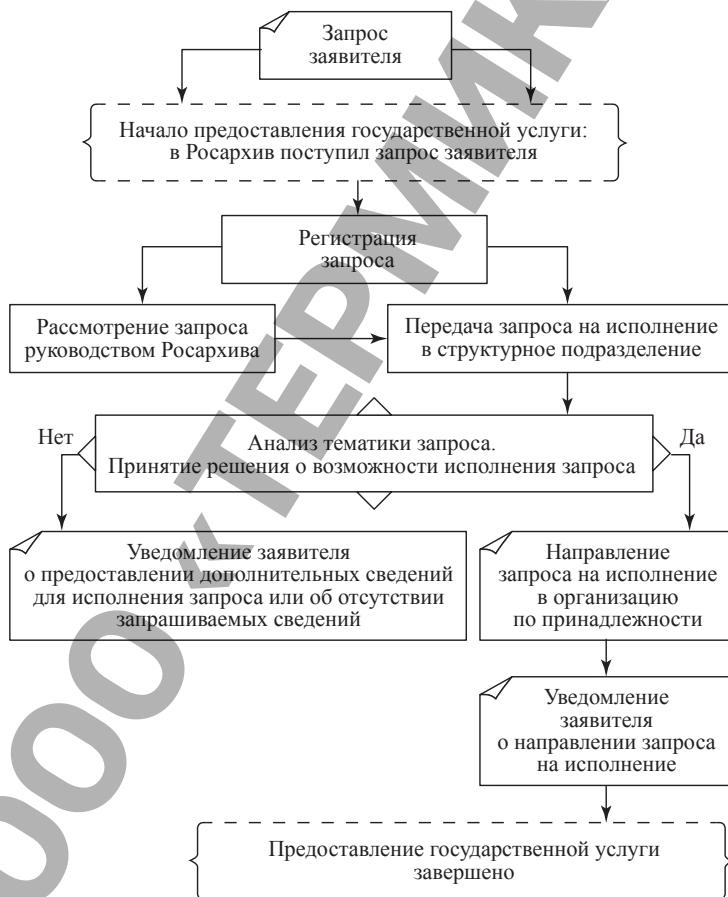 Запрос
заявителя
Начало предоставления государственной услуги:
в Росархив поступил запрос заявителя
Регистрация
запроса
Рассмотрение запроса
руководством Росархива
Передача запроса на исполнение
в структурное подразделение
Нет
Анализ тематики запроса.
Принятие решения о возможности исполнения запроса
Да
Уведомление заявителя
о предоставлении дополнительных сведений
для исполнения запроса или об отсутствии
запрашиваемых сведений
Направление
запроса на исполнение
в организацию
по принадлежности
Уведомление
заявителя
о направлении запроса
на исполнение
Предоставление государственной услуги
завершено
ООО «ТЕРМИК